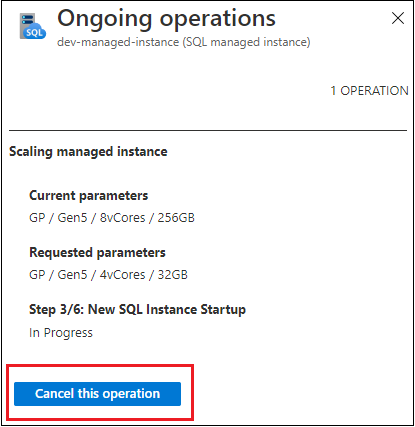 Ongoing operations
SQL
dev-managed-instance (SQL managed instance)
1 OPERATION
Scaling managed instance
Current parameters
GP / Gen5 / 8vCores / 256GB
Requested parameters
GP / Gen5 / 4vCores / 32GB
Step 3/6: New SQL Instance Startup
In Progress
Cancel this operation